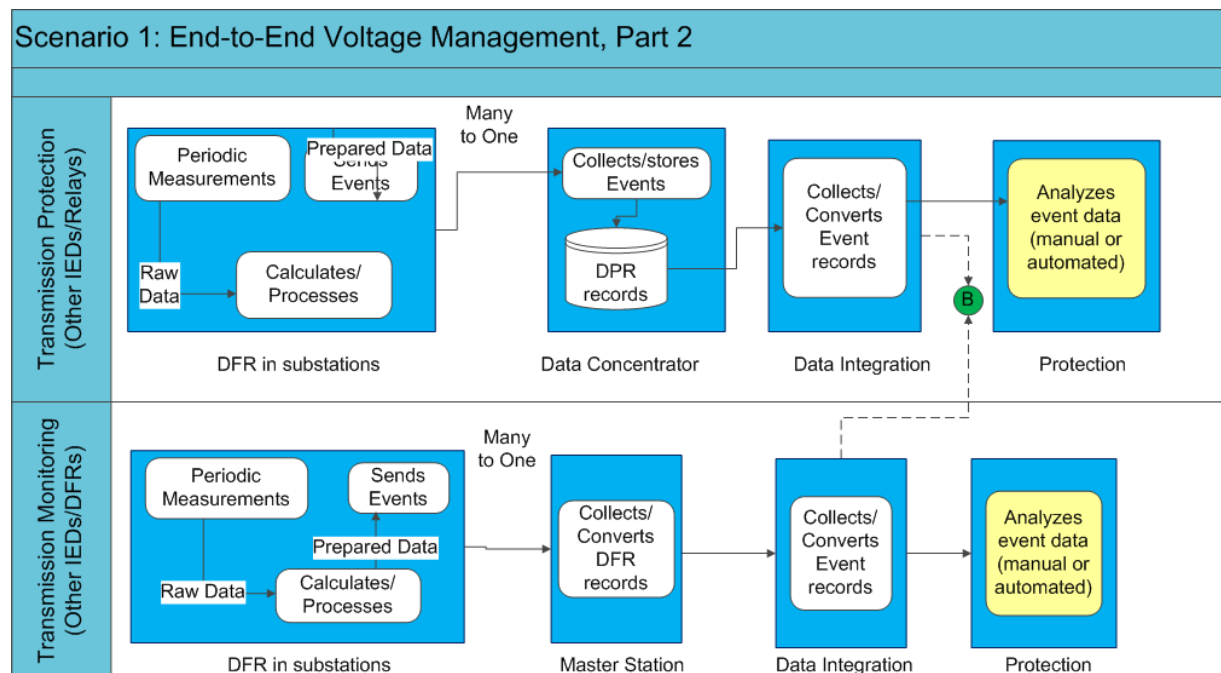 Scenario 1: End-to-End Voltage Management, Part 2
Transmission Protection
(Other IEDs/Relays)
Periodic
Measurements
Prepared Data
Sends
Events
Raw
Data
Calculates/
Processes
DFR in substations
Many
to One
Collects/stores
Events
DPR
records
Data Concentrator
Collects/
Converts
Event
records
Data Integration
B
Analyzes
event data
(manual or
automated)
Protection
Transmission Monitoring
(Other IEDs/DFRs)
Periodic
Measurements
Sends
Events
Prepared Data
Raw Data
Calculates/
Processes
DFR in substations
Many
to One
Collects/
Converts
DFR
records
Master Station
Collects/
Converts
Event
records
Data Integration
Analyzes
event data
(manual or
automated)
Protection